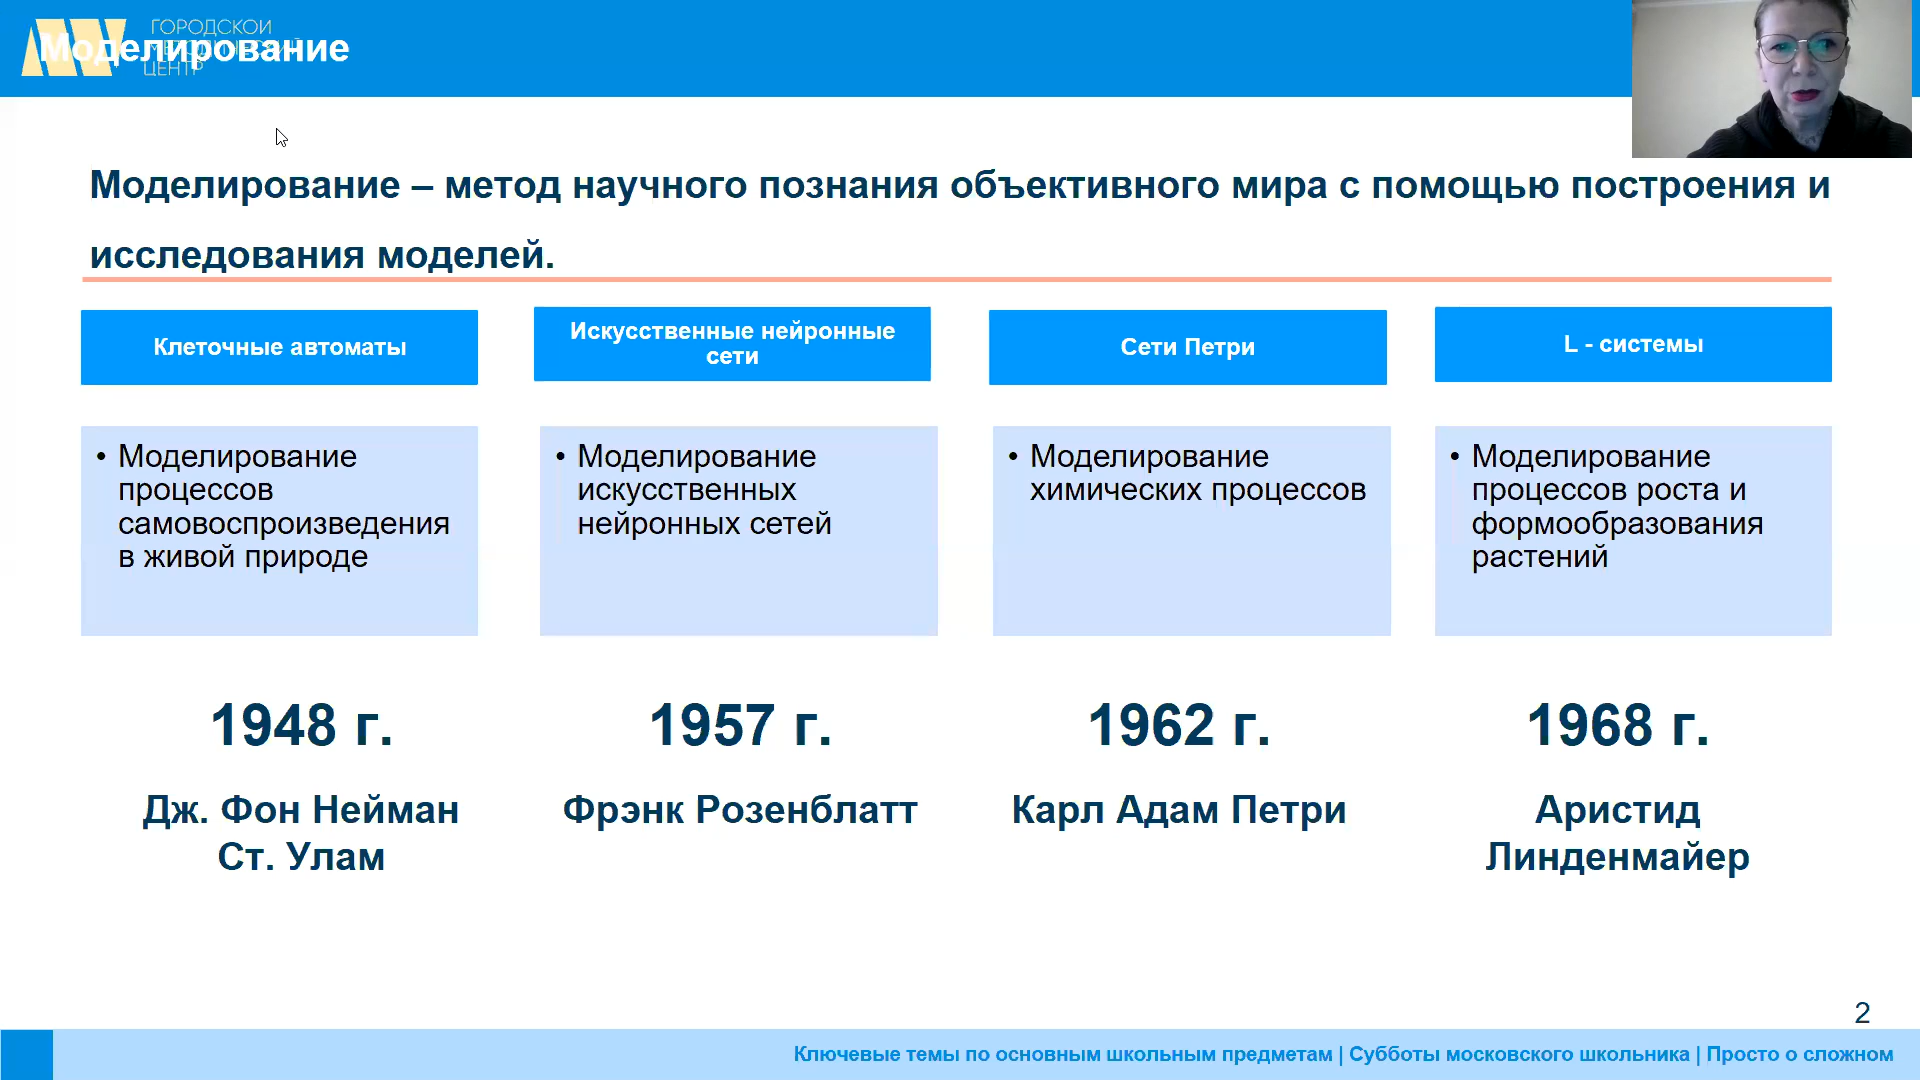 ГОРОДСКОЙ
МЕТОДИЧЕСКИЙ
ЦЕНТР
Моделирование
Моделирование – метод научного познания объективного мира с помощью построения и
исследования моделей.
Клеточные автоматы
Искусственные нейронные
сети
Сети Петри
L - системы
• Моделирование
процессов
самовоспроизведения
в живой природе
• Моделирование
искусственных
нейронных сетей
• Моделирование
химических процессов
• Моделирование
процессов роста и
формообразования
растений
1948 г.
1957 г.
1962 г.
1968 г.
Дж. Фон Нейман
Ст. Улам
Фрэнк Розенблатт
Карл Адам Петри
Аристид
Линденмайер
2
Ключевые темы по основным школьным предметам | Субботы московского школьника | Просто о сложном